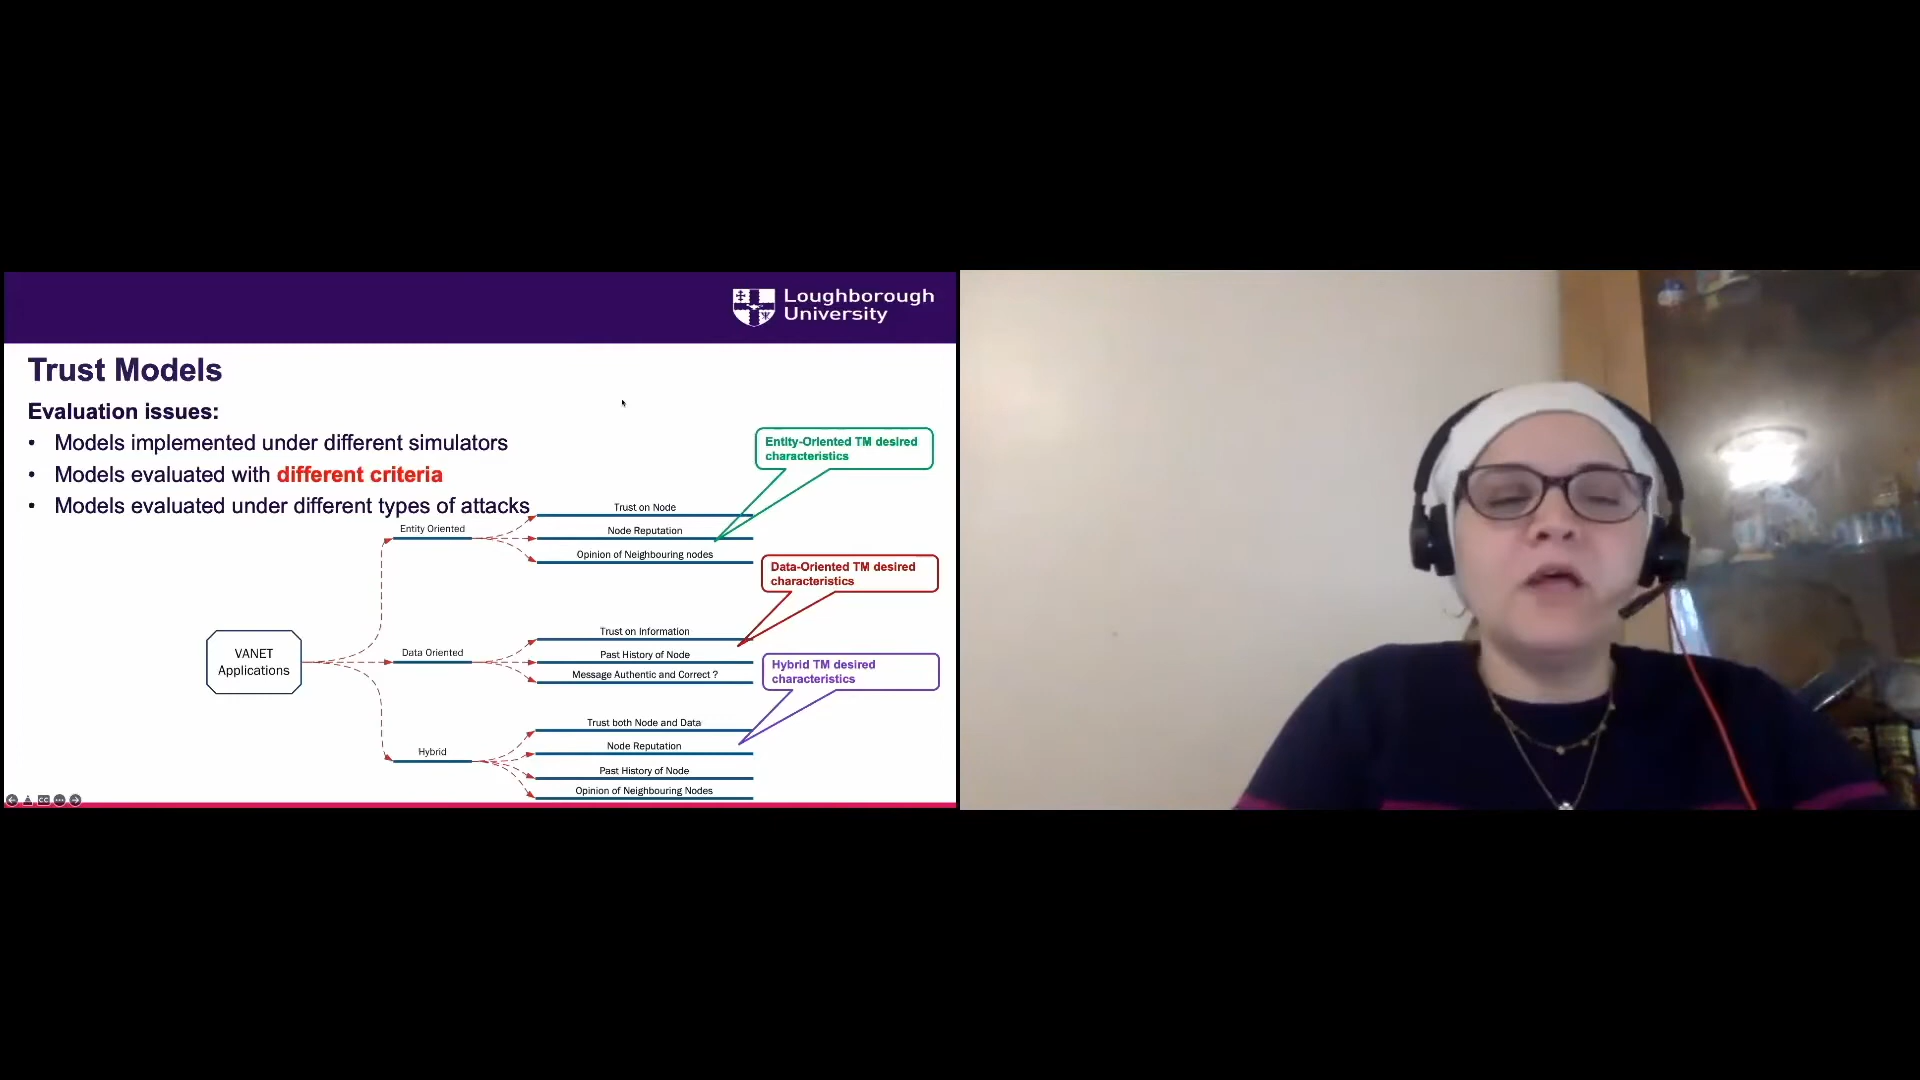 Loughborough
University
Trust Models
Evaluation issues:
• Models implemented under different simulators
• Models evaluated with different criteria
• Models evaluated under different types of attacks
Entity-Oriented TM desired
characteristics
Entity Oriented
Trust on Node
Node Reputation
Opinion of Neighbouring nodes
Data-Oriented TM desired
characteristics
VANET
Applications
Data Oriented
Trust on Information
Past History of Node
Message Authentic and Correct ?
Hybrid TM desired
characteristics
Hybrid
Trust both Node and Data
Node Reputation
Past History of Node
Opinion of Neighbouring Nodes